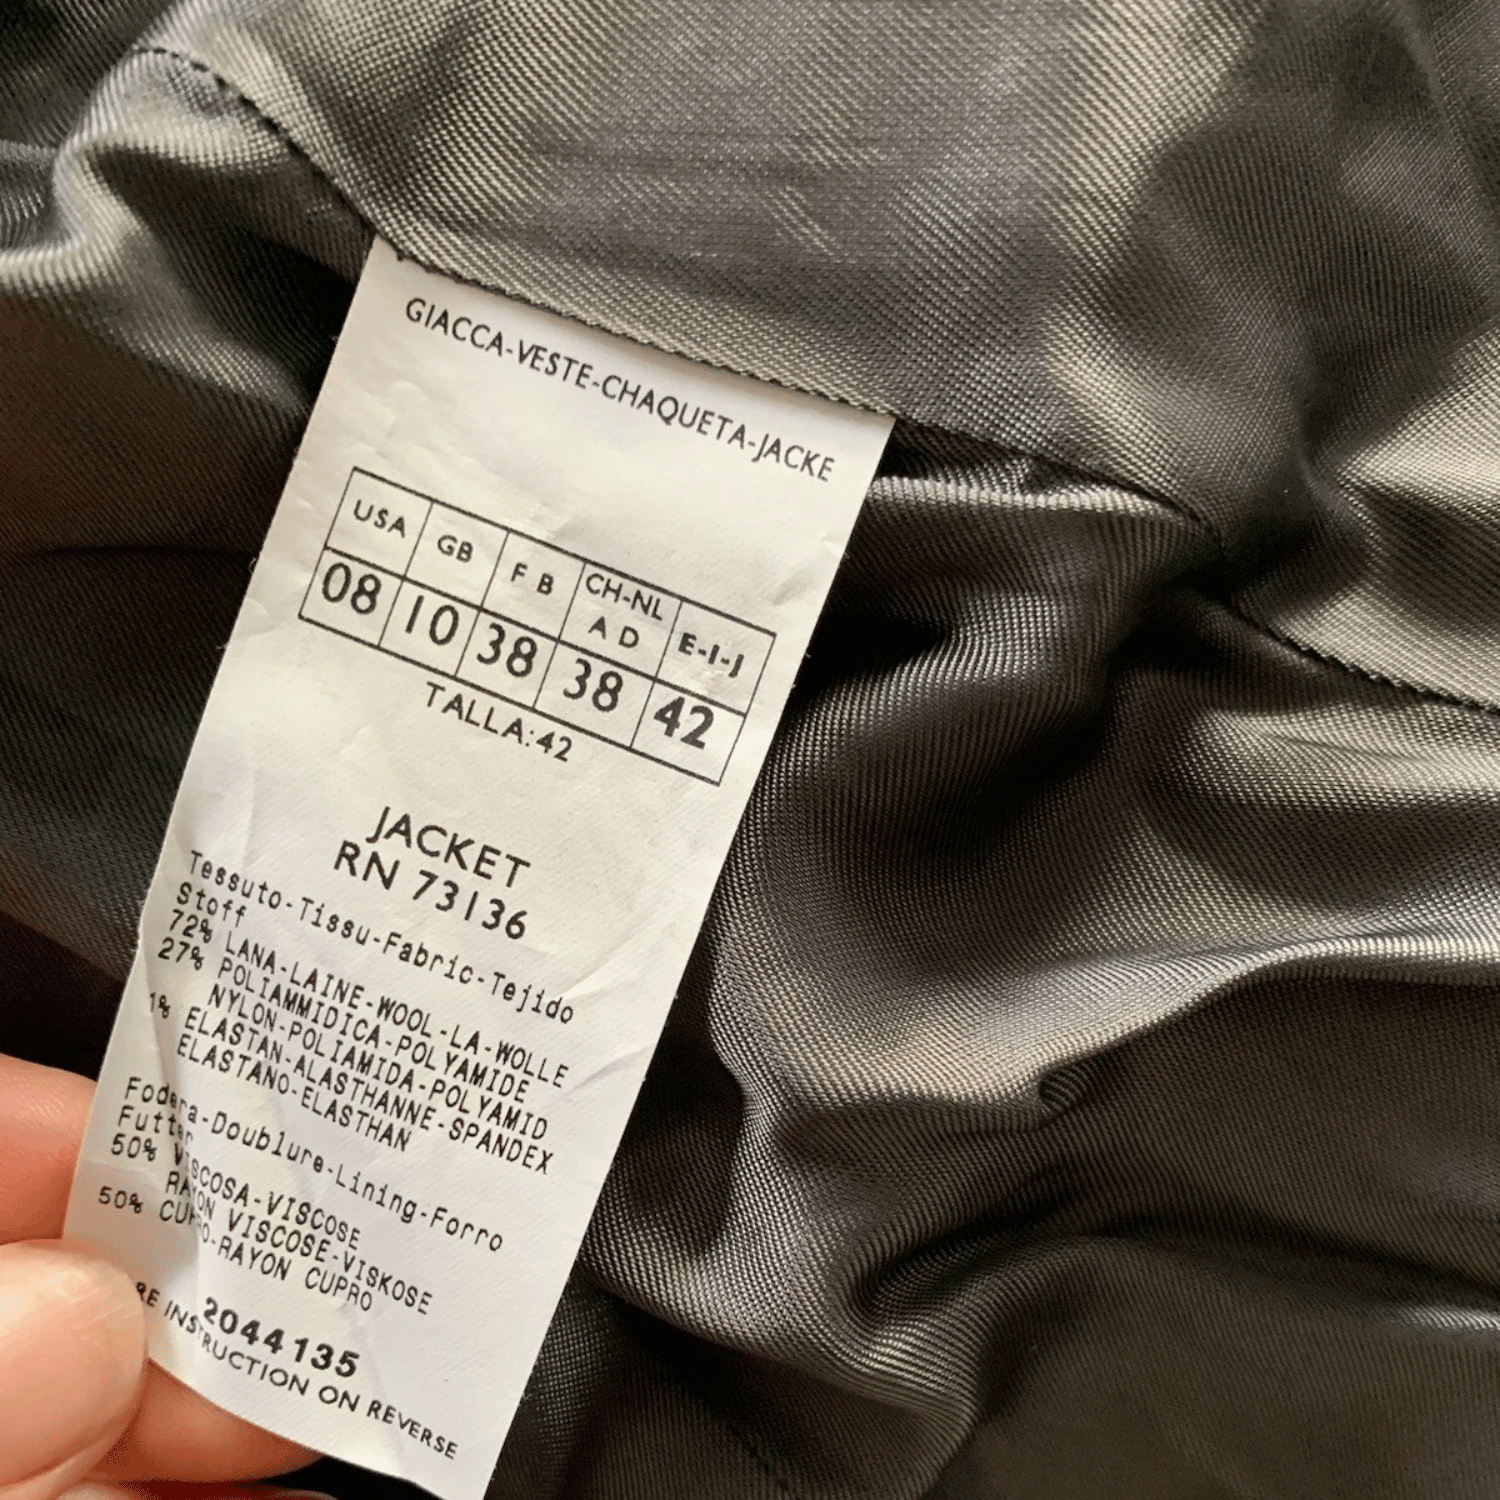 GIACCA-VESTE-CHAQUETA-JACKE
USA GB F B CH-NL A D E-I-J
08 10 38 38 42
TALLA:42
JACKET
RN 73136
Tessuto-Tissu-Fabric-Tejido
Stoff
72% LANA-LAINE-WOOL-LA-WOLLE
27% POLIAMMIDICA-POLYAMIDE
NYLON-POLIAMIDA-POLYAMID
1% ELASTAN-ALASTHANNE-SPANDEX
ELASTANO-ELASTHAN
Fodera-Doublure-Lining-Forro
Futter
50% VISCOSA-VISCOSE
RAYON VISCOSE-VISKOSE
50% CUPRO-RAYON CUPRO
2044135
RE INSTRUCTION ON REVERSE